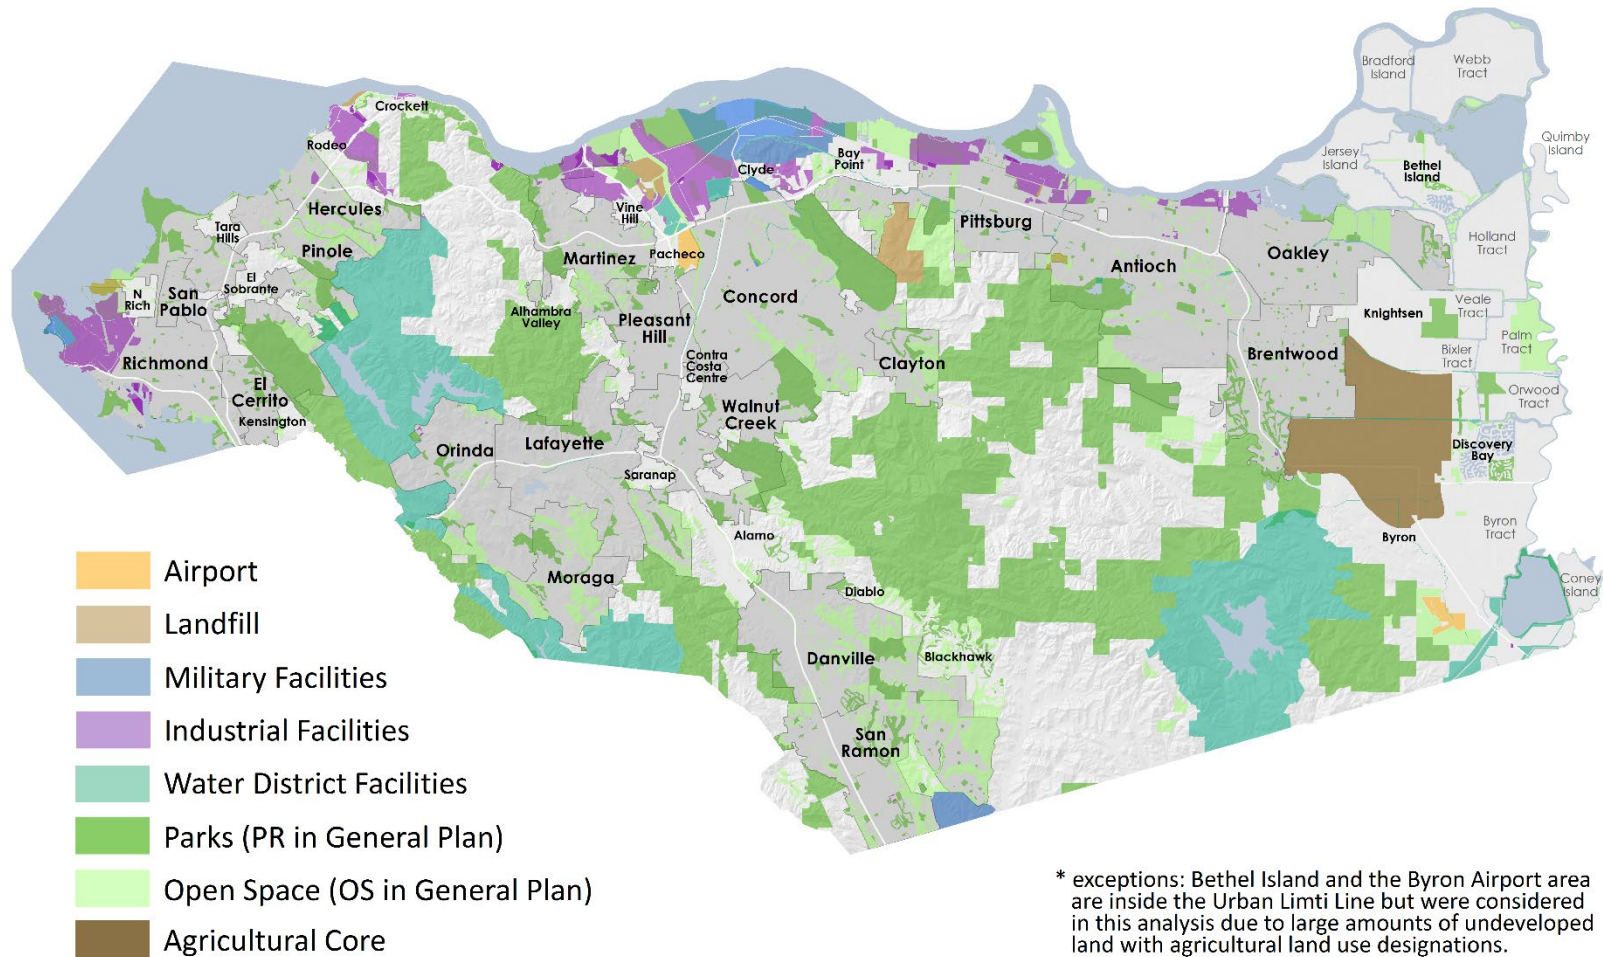 Bradford
Island
Webb
Tract
Quimby
Island
Jersey
Island
Bethel
Island
Holland
Tract
Crockett
Rodeo
Hercules
Tara
Hills
Pinole
El
Sobrante
N
Rich
San
Pablo
Richmond
El
Cerrito
Kensington
Vine
Hill
Clyde
Bay
Point
Martinez
Pacheco
Pittsburg
Antioch
Oakley
Concord
Alhambra
Valley
Pleasant
Hill
Contra
Costa
Centre
Clayton
Knightsen
Veale
Tract
Palm
Tract
Bixler
Tract
Brentwood
Orwood
Tract
Walnut
Creek
Orinda
Lafayette
Saranap
Discovery
Bay
Alamo
Byron
Byron
Tract
Coney
Island
Moraga
Diablo
Danville
Blackhawk
San
Ramon
Airport
Landfill
Military Facilities
Industrial Facilities
Water District Facilities
Parks (PR in General Plan)
Open Space (OS in General Plan)
Agricultural Core
* exceptions: Bethel Island and the Byron Airport area
are inside the Urban Limti Line but were considered
in this analysis due to large amounts of undeveloped
land with agricultural land use designations.